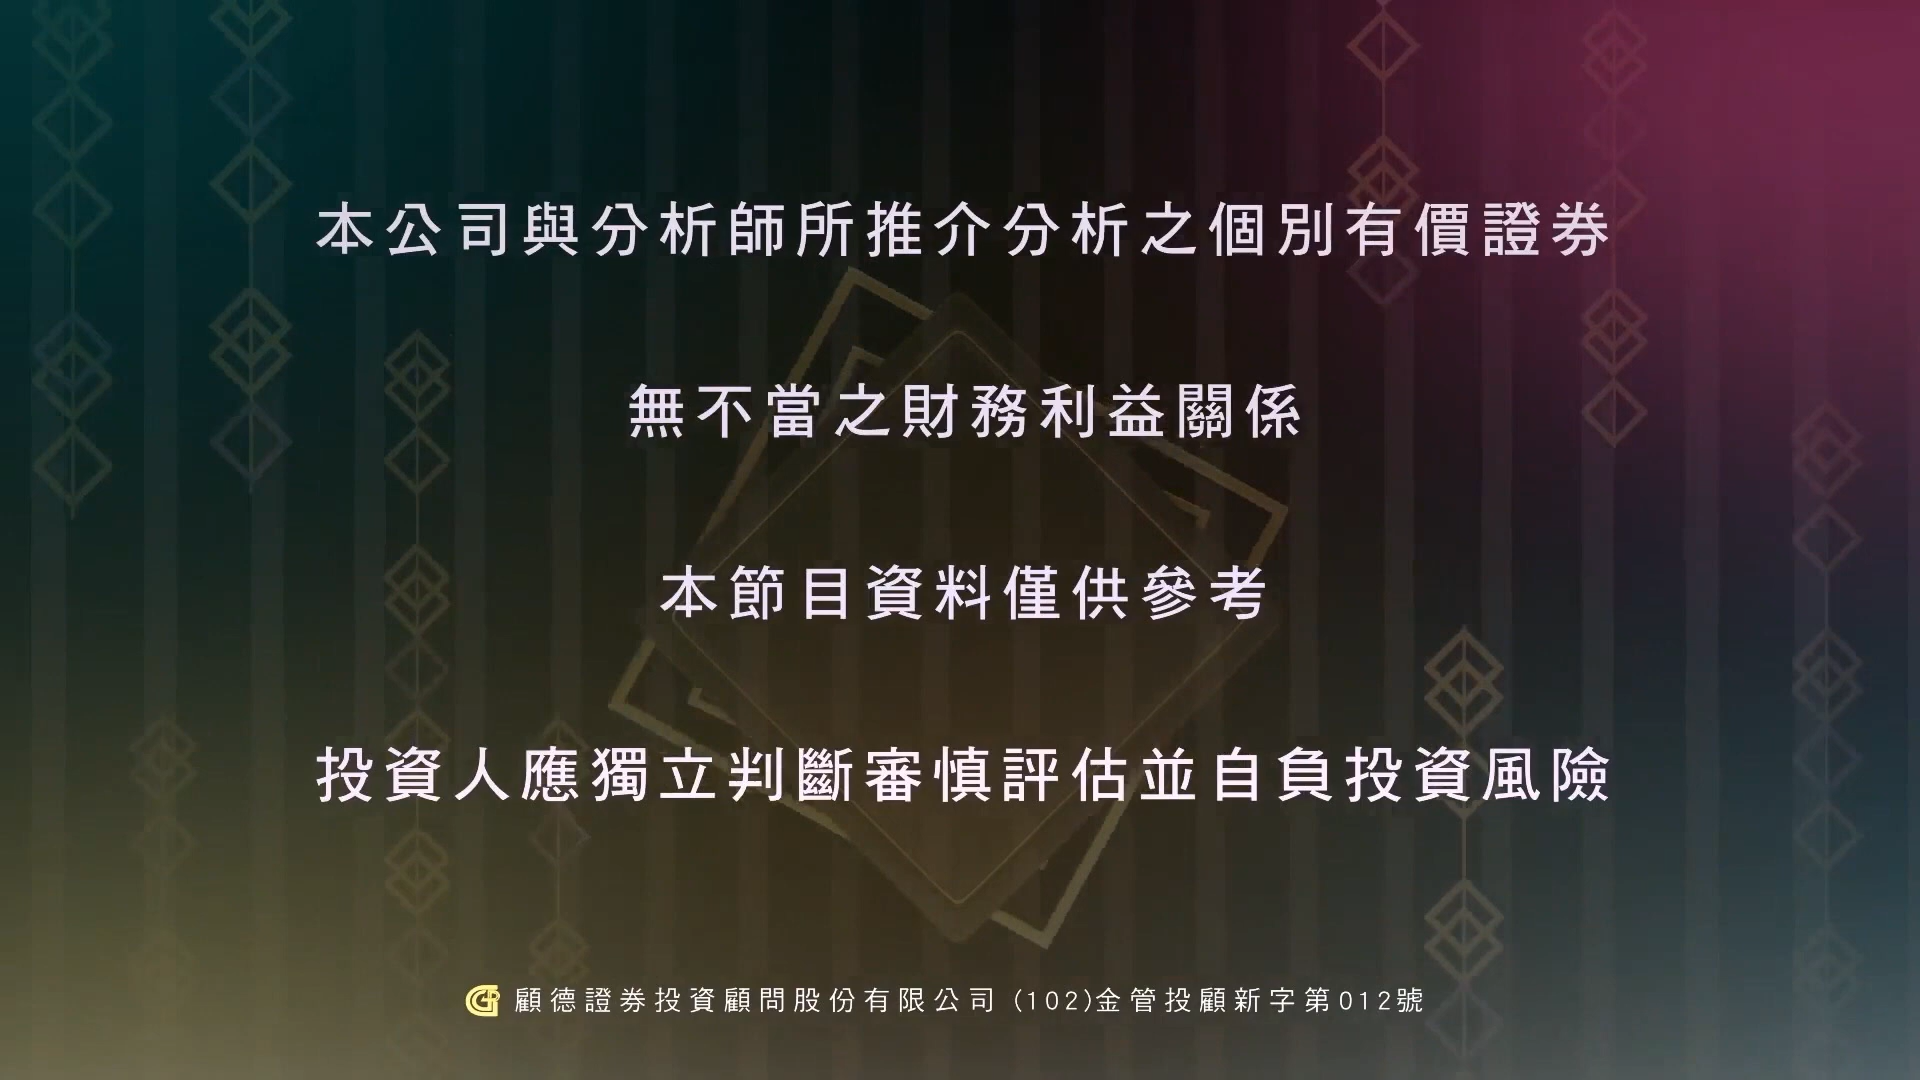 本公司與分析師所推介分析之個別有價證券
無不當之財務利益關係
本節目資料僅供參考
投資人應獨立判斷審慎評估並自負投資風險
顧德證券投資顧問股份有限公司 (102)金管投顧新字第012號